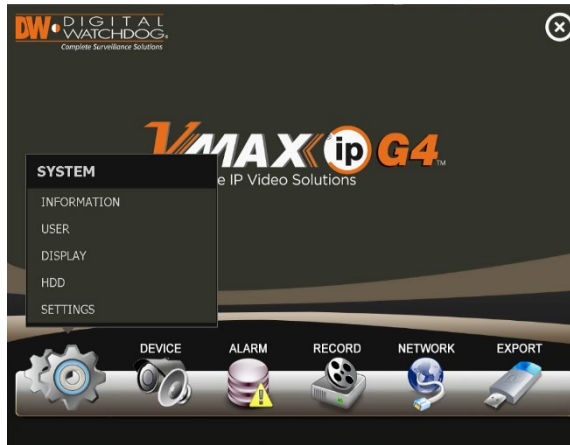 DW DIGITAL
WATCHDOG®
Complete Surveillance Solutions
VMAX ip G4™
e IP Video Solutions
SYSTEM
INFORMATION
USER
DISPLAY
HDD
SETTINGS
DEVICE ALARM RECORD NETWORK EXPORT